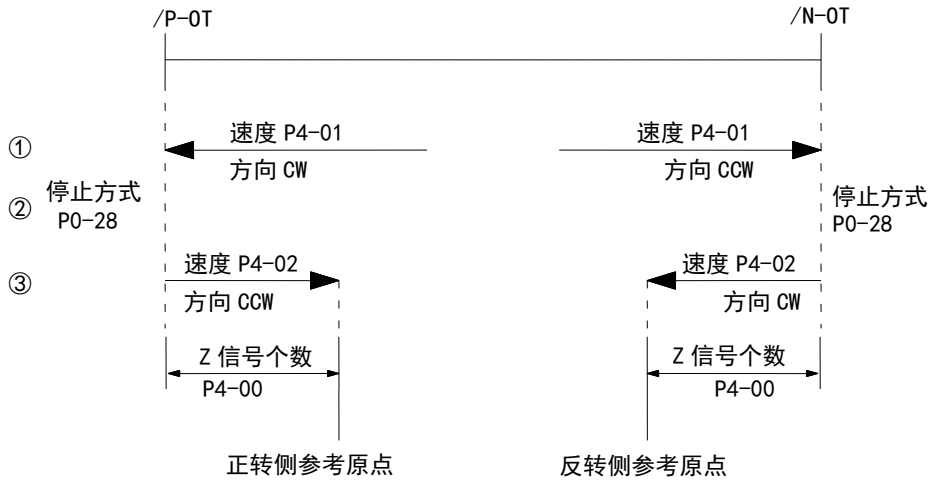 /P-OT
/N-OT
①
速度 P4-01
方向 CW
速度 P4-01
方向 CCW
②
停止方式
P0-28
停止方式
P0-28
③
速度 P4-02
方向 CCW
速度 P4-02
方向 CW
Z 信号个数
P4-00
Z 信号个数
P4-00
正转侧参考原点
反转侧参考原点